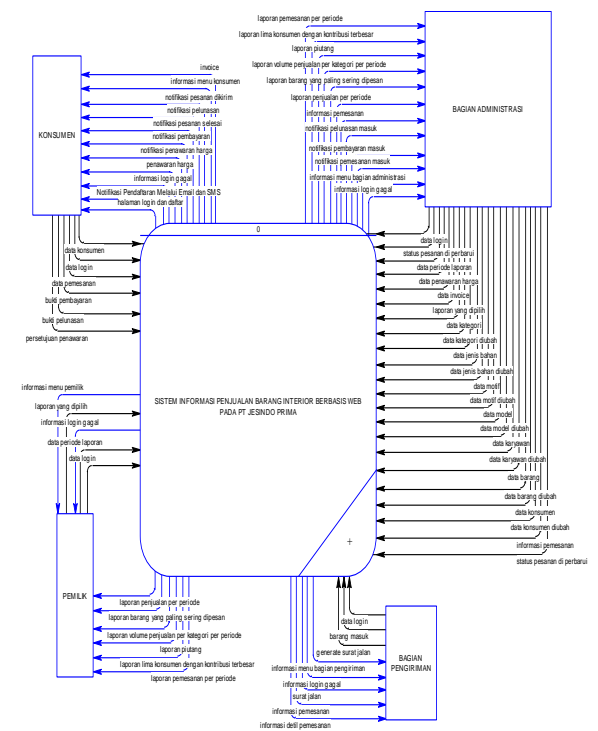 laporan pemesanan per periode
laporan lima konsumen dengan kontribusi terbesar
laporan piutang
laporan volume penjualan per kategori per periode
laporan barang yang paling sering dipesan
laporan penjualan per periode
informasi pemesanan
notifikasi pelunasan masuk
notifikasi pembayaran masuk
notifikasi pemesanan masuk
informasi menu bagian administrasi
informasi login gagal
BAGIAN ADMINISTRASI
KONSUMEN
invoice
informasi menu konsumen
notifikasi pesanan dikirim
notifikasi pelunasan
notifikasi pesanan selesai
notifikasi pembayaran
notifikasi penawaran harga
penawaran harga
informasi login gagal
Notifikasi Pendaftaran Melalui Email dan SMS
halaman login dan daftar
data konsumen
data login
data pemesanan
bukti pembayaran
bukti pelunasan
persetujuan penawaran
0
SISTEM INFORMASI PENJUALAN BARANG INTERIOR BERBASIS WEB
PADA PT JESINDO PRIMA
+
data login
status pesanan di perbarui
data periode laporan
data penawaran harga
data invoice
laporan yang dipilih
data kategori
data kategori diubah
data jenis bahan
data jenis bahan diubah
data motif
data motif diubah
data model
data model diubah
data karyawan
data karyawan diubah
data barang
data barang diubah
data konsumen
data konsumen diubah
informasi pemesanan
status pesanan di perbarui
informasi menu pemilik
laporan yang dipilih
informasi login gagal
data periode laporan
data login
PEMILIK
laporan penjualan per periode
laporan barang yang paling sering dipesan
laporan volume penjualan per kategori per periode
laporan piutang
laporan lima konsumen dengan kontribusi terbesar
laporan pemesanan per periode
data login
barang masuk
generate surat jalan
informasi menu bagian pengiriman
informasi login gagal
surat jalan
informasi pemesanan
informasi detil pemesanan
BAGIAN
PENGIRIMAN